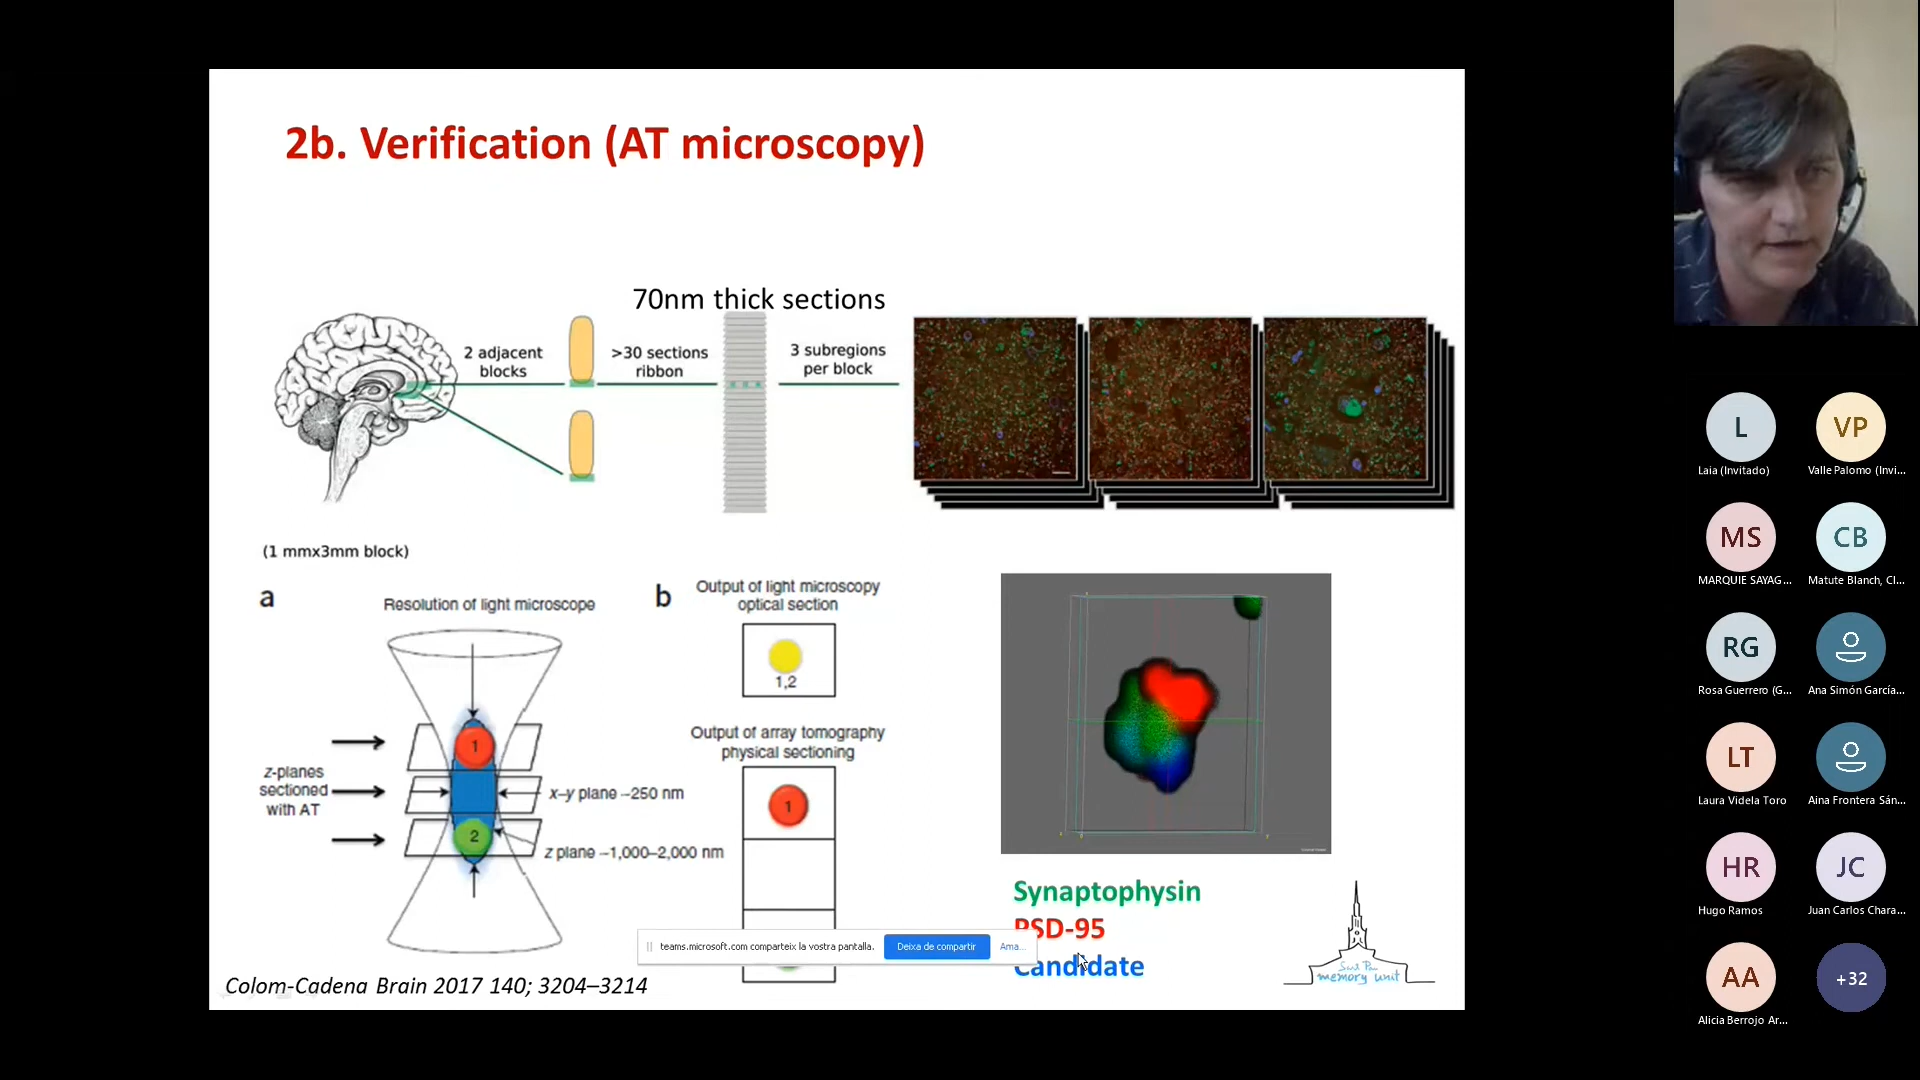 2b. Verification (AT microscopy)
70nm thick sections
2 adjacent
blocks
>30 sections
ribbon
3 subregions
per block
(1 mmx3mm block)
a
Resolution of light microscope
1
2
z-planes
sectioned
with AT
x–y plane ~250 nm
z plane ~1,000–2,000 nm
b
Output of light microscopy
optical section
1,2
Output of array tomography
physical sectioning
1
Synaptophysin
PSD-95
Candidate
teams.microsoft.com comparteix la vostra pantalla.
Deixa de compartir
Ama...
Colom-Cadena Brain 2017 140; 3204–3214
Sant Pau
memory unit
L
Laia (Invitado)
VP
Valle Palomo (Invi...
MS
MARQUIE SAYAG...
CB
Matute Blanch, Cl...
RG
Rosa Guerrero (G...
Ana Simón García...
LT
Laura Videla Toro
Aina Frontera Sán...
HR
Hugo Ramos
JC
Juan Carlos Chara...
AA
Alicia Berrojo Ar...
+32